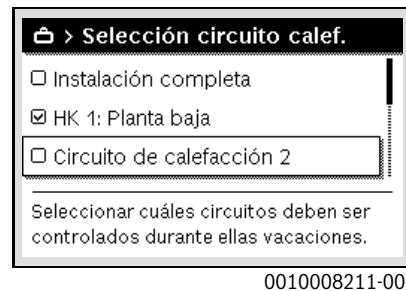 > Selección circuito calef.
Instalación completa
HK 1: Planta baja
Circuito de calefacción 2
Seleccionar cuáles circuitos deben ser
controlados durante ellas vacaciones.
0010008211-00